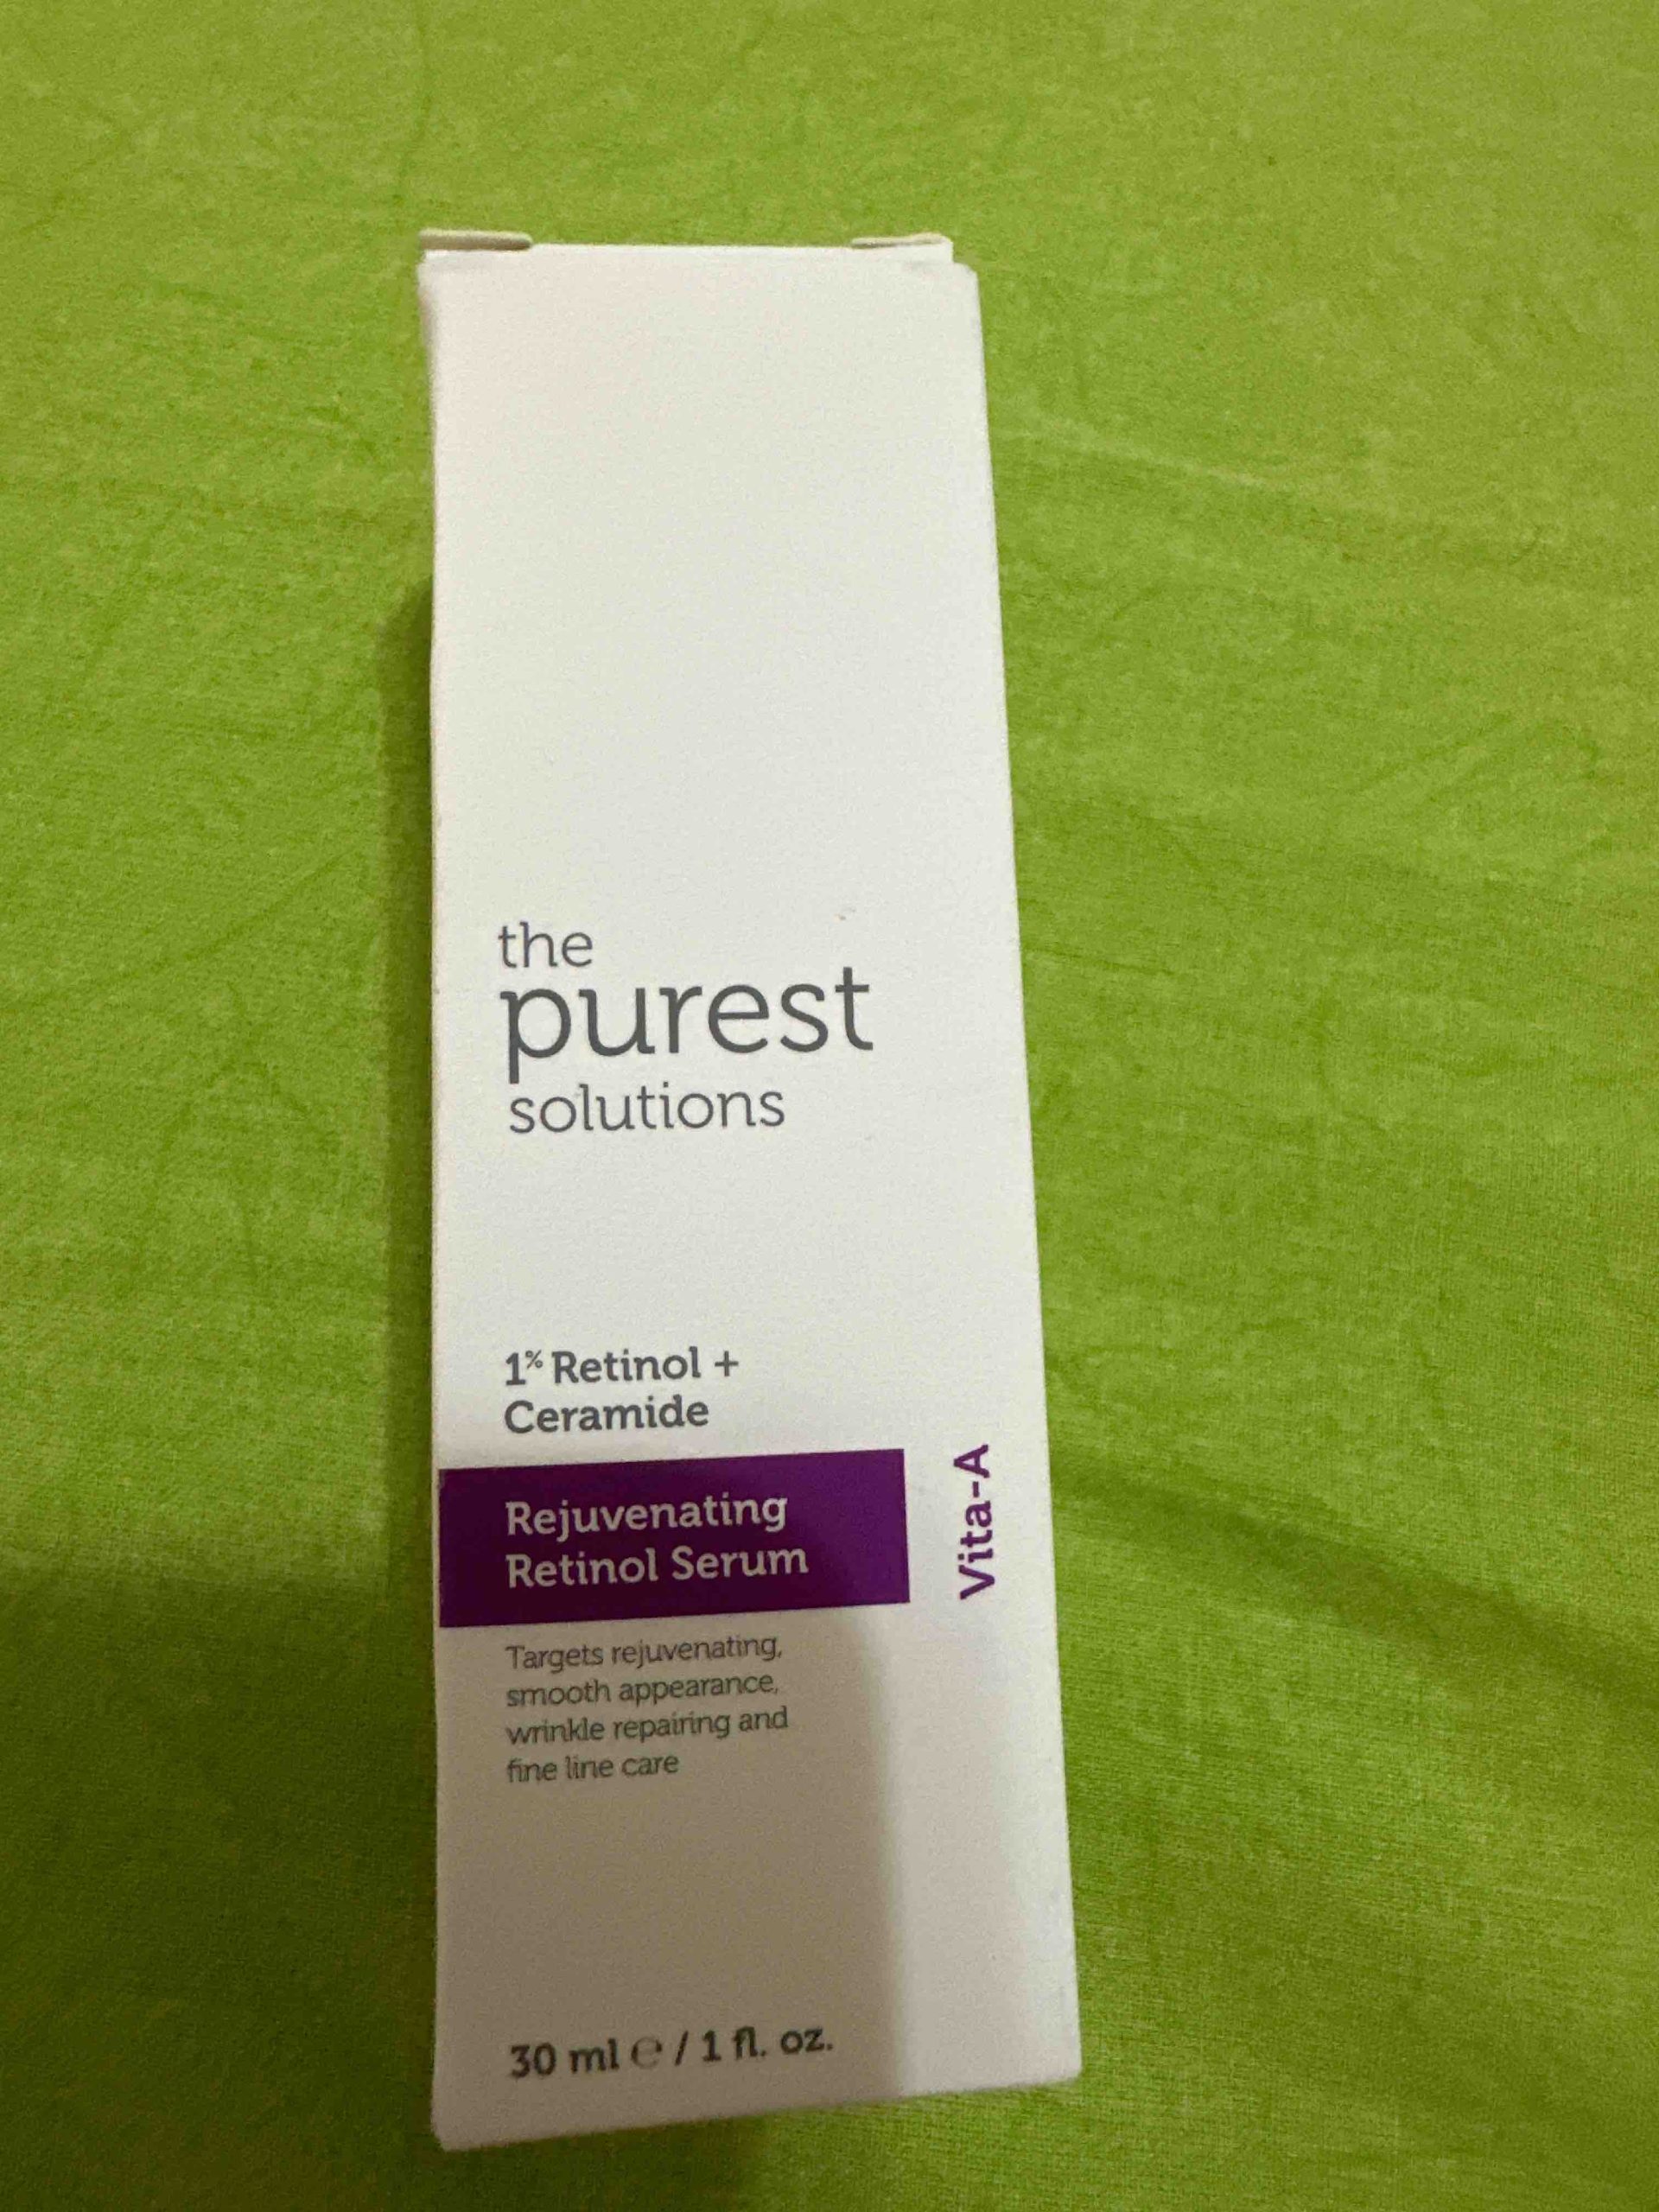 the
purest
solutions
1% Retinol +
Ceramide
Rejuvenating
Retinol Serum
Vita-A
Targets rejuvenating,
smooth appearance,
wrinkle repairing and
fine line care
30 ml ℮ / 1 fl. oz.